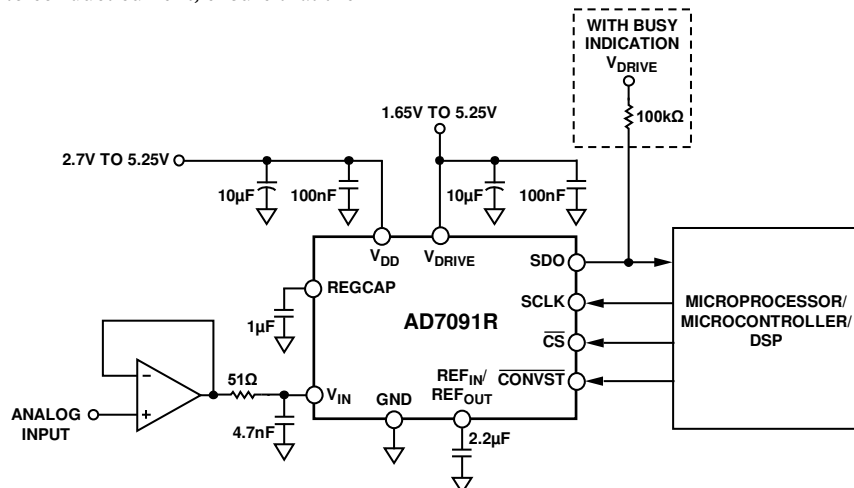 WITH BUSY
INDICATION
VDRIVE
100kΩ
1.65V TO 5.25V
2.7V TO 5.25V
10µF
100nF
10µF
100nF
VDD
VDRIVE
SDO
REGCAP
SCLK
1µF
AD7091R
CS
MICROPROCESSOR/
MICROCONTROLLER/
DSP
51Ω
VIN
GND
REFIN/
REFOUT
CONVST
ANALOG
INPUT
4.7nF
2.2µF